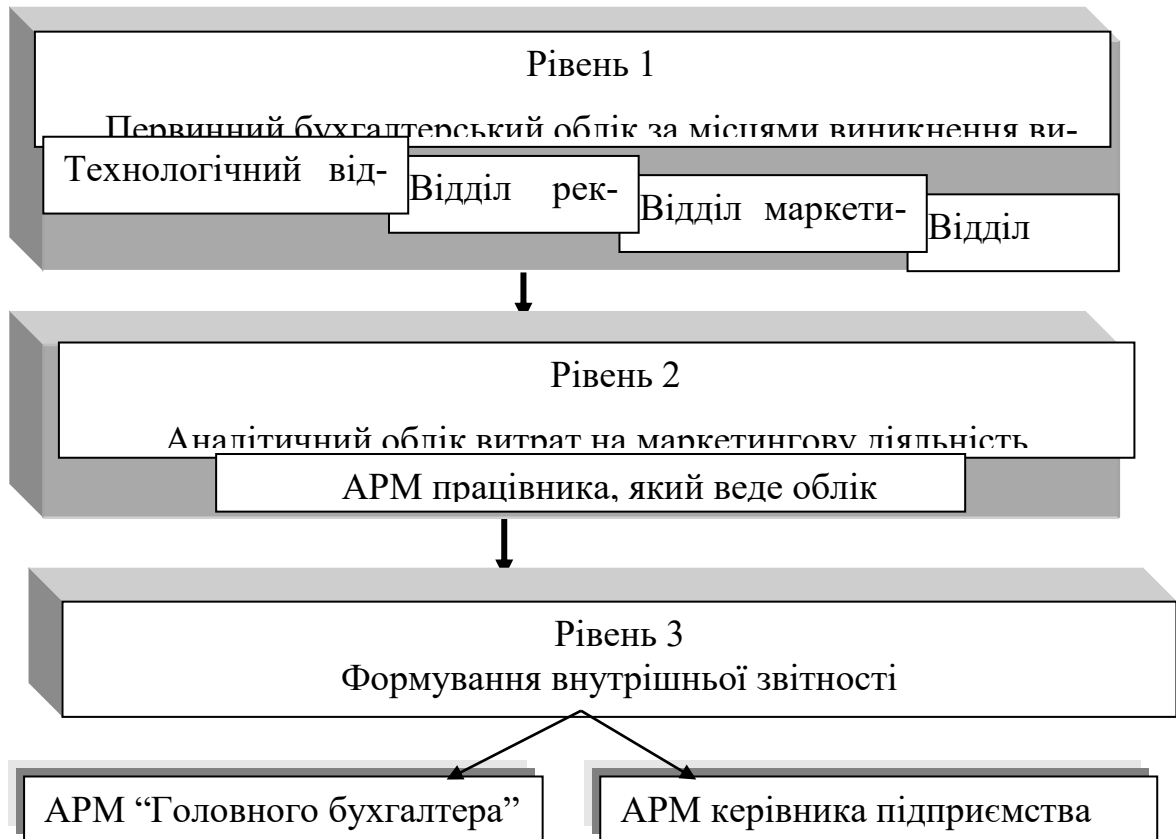 Рівень 1
Первинний бухгалтерський облік за місцями виникнення ви-
Технологічний від-
Відділ рек-
Відділ маркети-
Відділ
Рівень 2
Аналітичний облік витрат на маркетингову діяльність
АРМ працівника, який веде облік
Рівень 3
Формування внутрішньої звітності
АРМ “Головного бухгалтера”
АРМ керівника підприємства